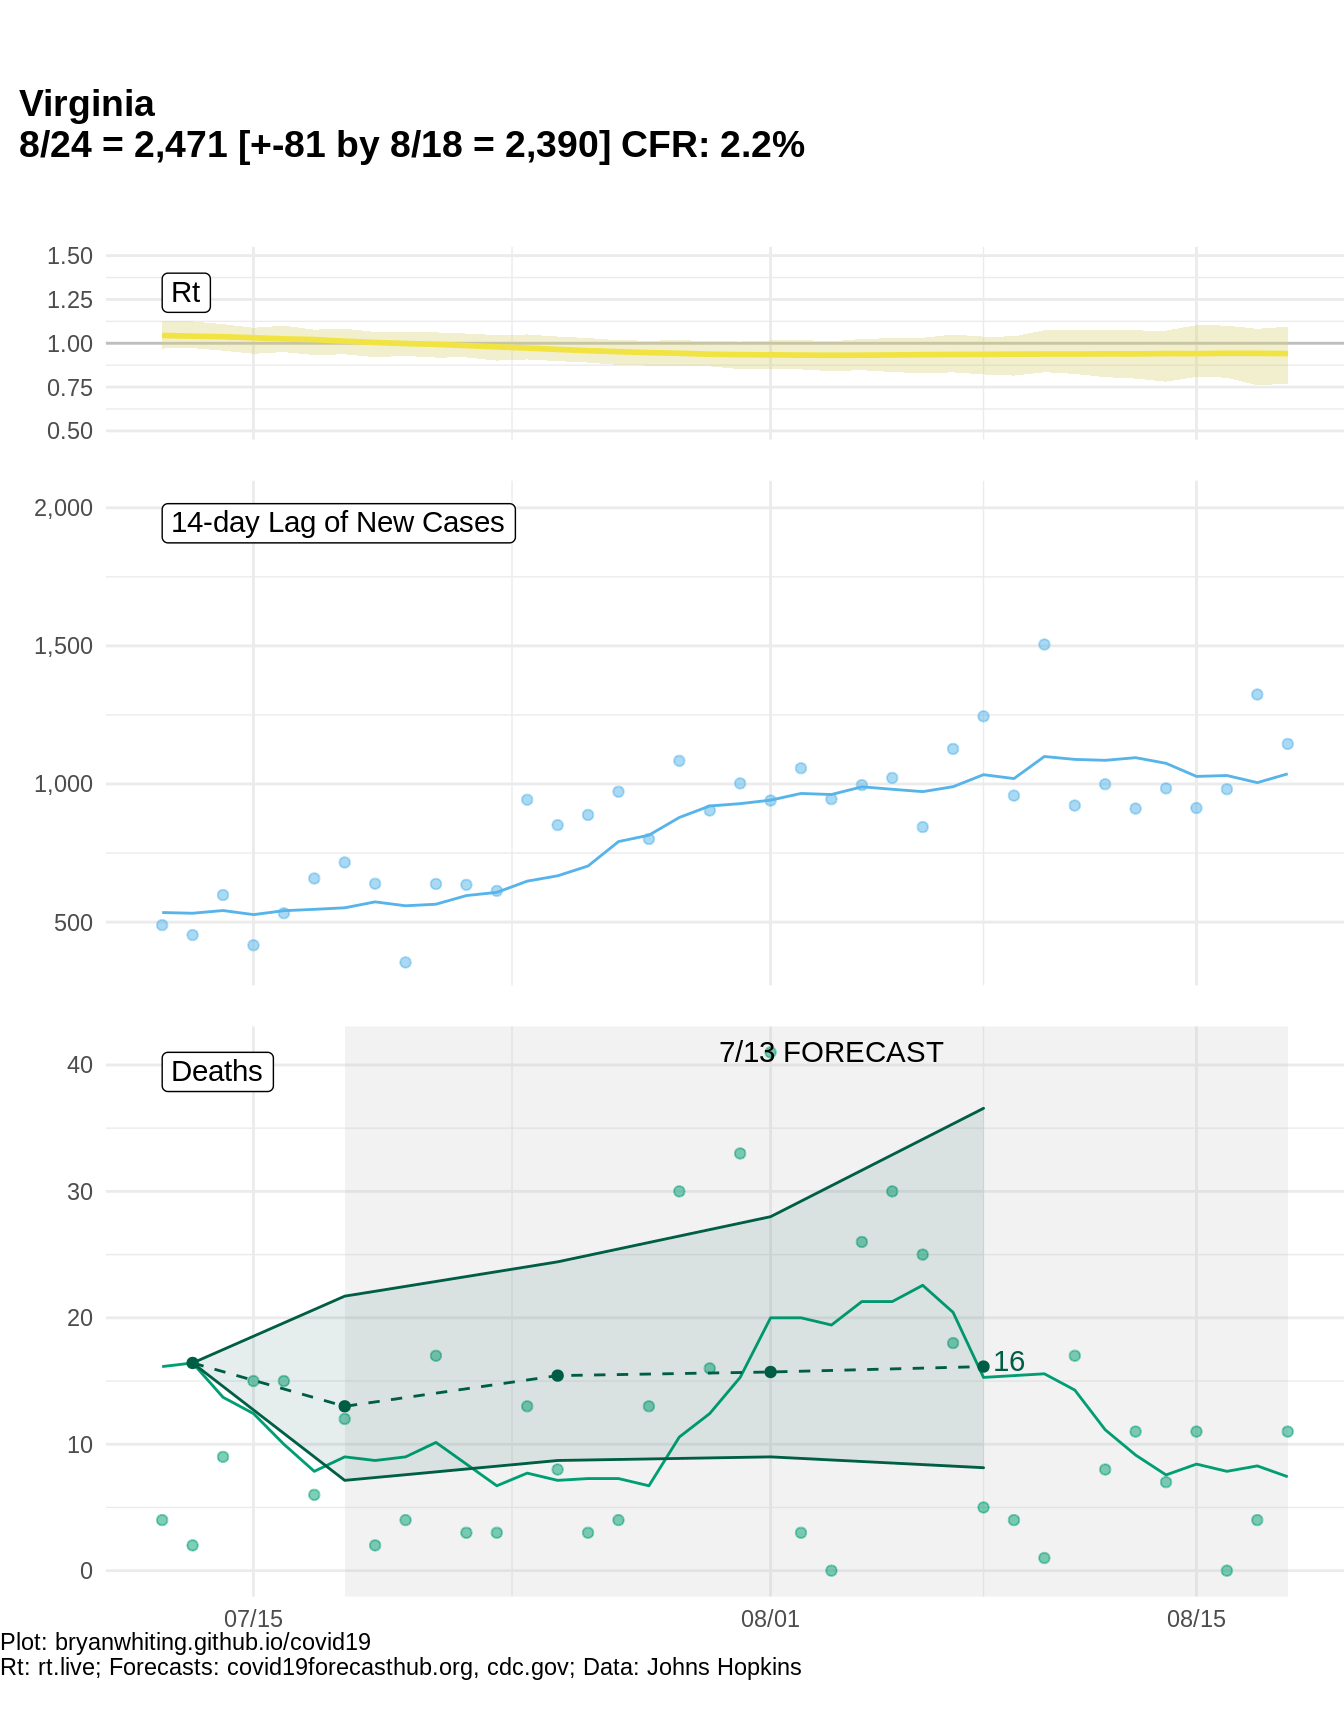 Virginia
8/24 = 2,471 [+-81 by 8/18 = 2,390] CFR: 2.2%
1.50
Rt
1.25
1.00
0.75
0.50
2,000
14-day Lag of New Cases
1,500
1,000
500
7/13 FORECAST
40
Deaths
30
20
16
10
0
07/15 08/01 08/15
Plot: bryanwhiting.github.io/covid19
Rt: rt.live; Forecasts: covid19forecasthub.org, cdc.gov; Data: Johns Hopkins